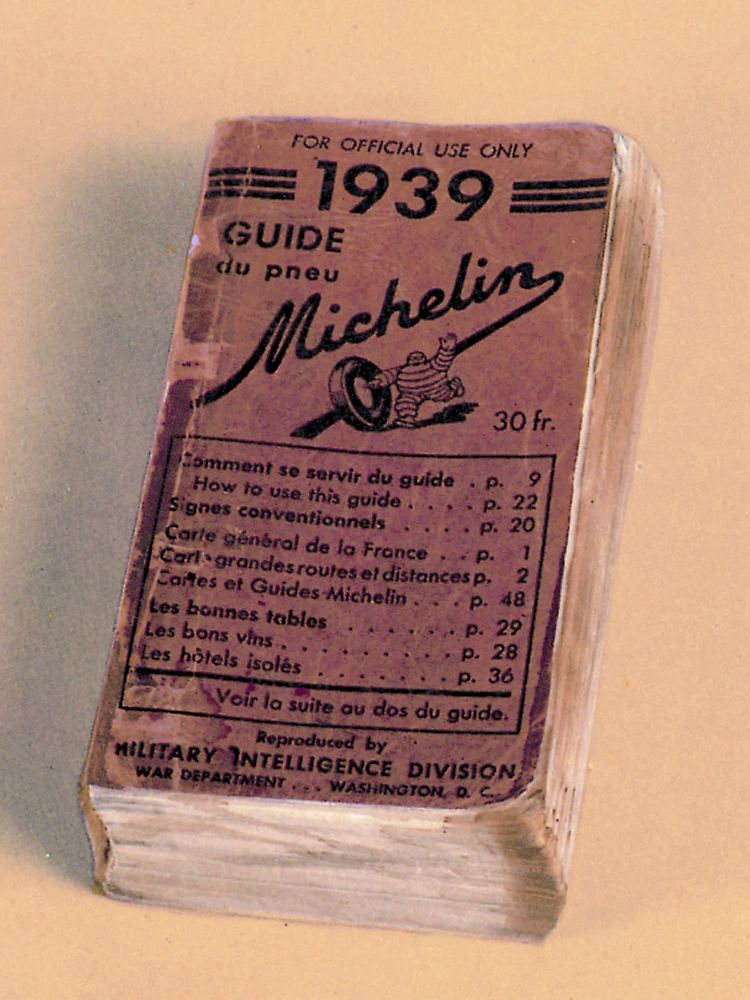 FOR OFFICIAL USE ONLY
1939
GUIDE
du pneu
Michelin
30 fr.
Comment se servir du guide . p. 9
How to use this guide . . . . p. 22
Signes conventionnels . . . . p. 20
Carte général de la France . . p. 1
Cart. grandes routes et distances p. 2
Cartes et Guides Michelin . . . p. 48
Les bonnes tables . . . . . . p. 29
Les bons vins . . . . . . . . p. 28
Les hôtels isolés . . . . . . . p. 36
Voir la suite au dos du guide.
Reproduced by
MILITARY INTELLIGENCE DIVISION
WAR DEPARTMENT . . . WASHINGTON, D. C.